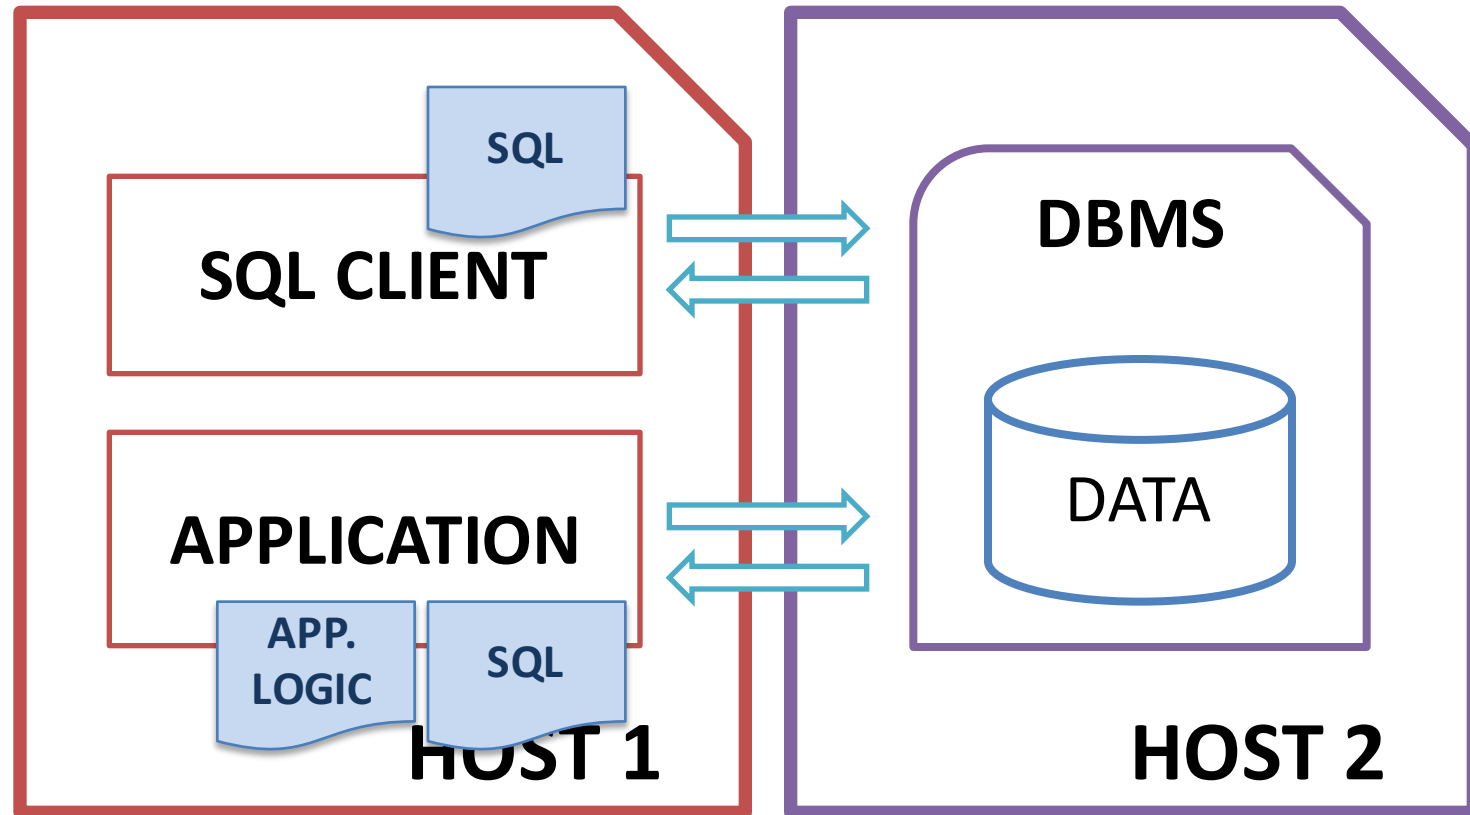 SQL
SQL CLIENT
APPLICATION
APP.
LOGIC
SQL
HOST 1
DBMS
DATA
HOST 2